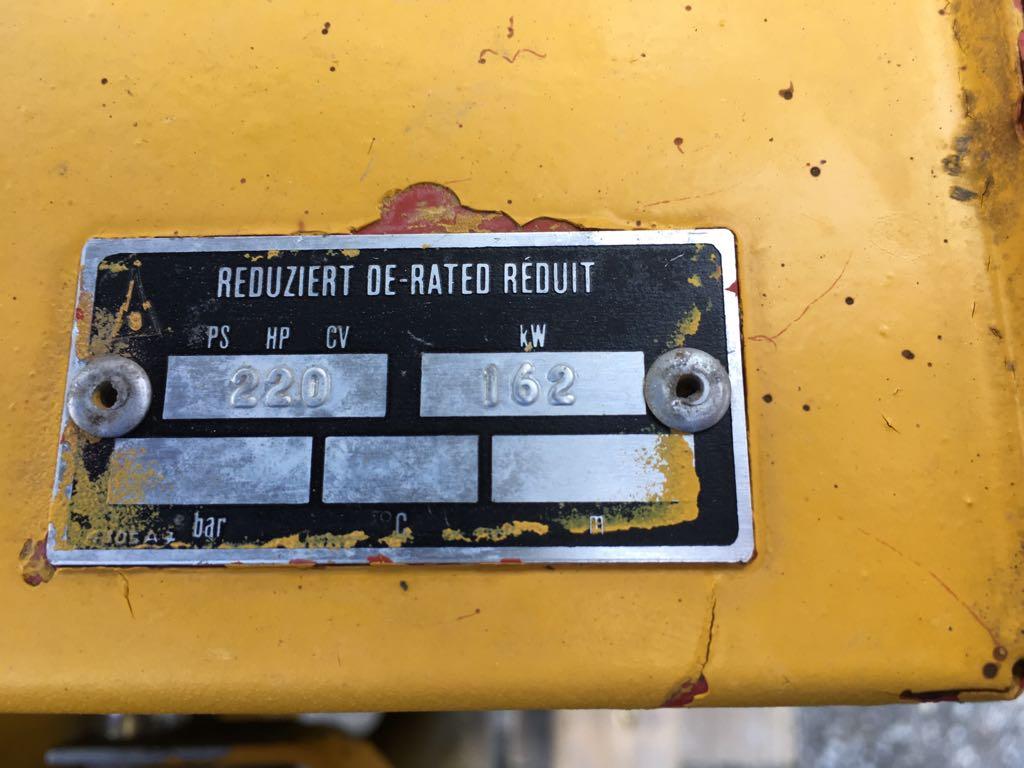 REDUZIERT DE-RATED RÉDUIT
PS HP CV kW
220 162
bar °C m